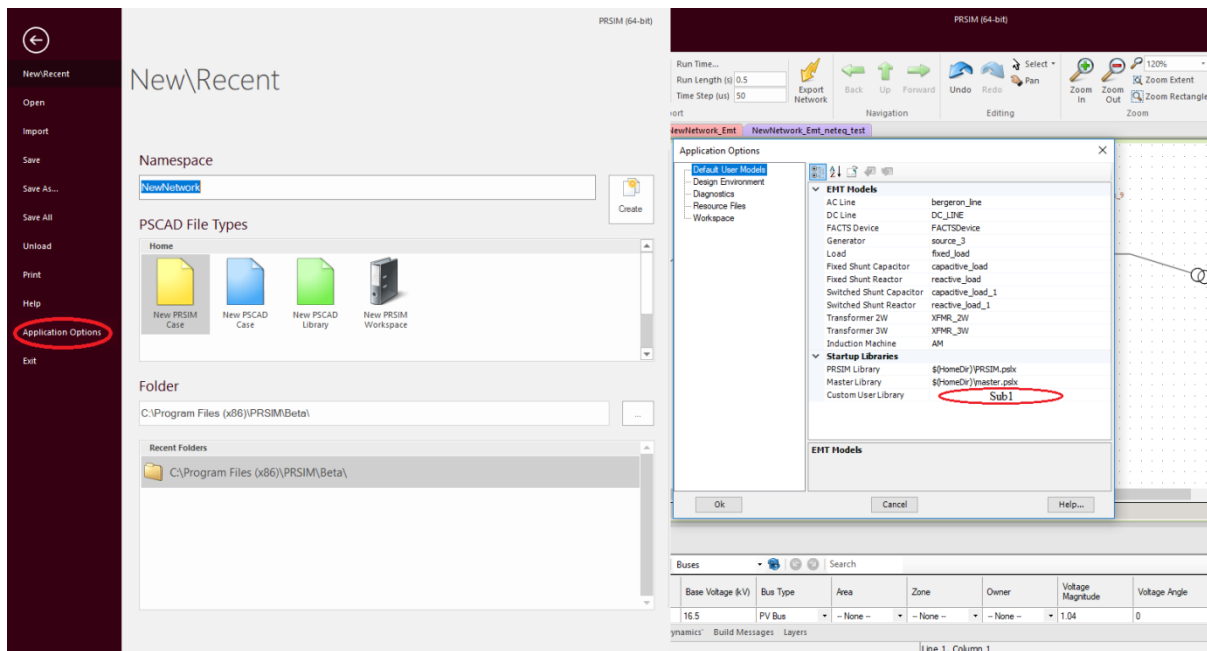 PRSIM (64-bit)
New\Recent
Open
Import
Save
Save As...
Save All
Unload
Print
Help
Application Options
Exit
New\Recent
Namespace
NewNetwork
Create
PSCAD File Types
Home
New PRSIM Case
New PSCAD Case
New PSCAD Library
New PRSIM Workspace
Folder
C:\Program Files (x86)\PRSIM\Beta\
...
Recent Folders
C:\Program Files (x86)\PRSIM\Beta\
PRSIM (64-bit)
Run Time...
Run Length (s) 0.5
Time Step (us) 50
ort
Export Network
Back Up Forward
Navigation
Undo Redo
Select
Pan
Editing
Zoom In
Zoom Out
120%
Zoom Extent
Zoom Rectangle
Zoom
NewNetwork_Emt NewNetwork_Emt_neteq_test
Application Options
Default User Models
Design Environment
Diagnostics
Resource Files
Workspace
EMT Models
AC Line bergeron_line
DC Line DC_LINE
FACTS Device FACTSDevice
Generator source_3
Load fixed_load
Fixed Shunt Capacitor capacitive_load
Fixed Shunt Reactor reactive_load
Switched Shunt Capacitor capacitive_load_1
Switched Shunt Reactor reactive_load_1
Transformer 2W XFMR_2W
Transformer 3W XFMR_3W
Induction Machine AM
Startup Libraries
PRSIM Library $(HomeDir)\PRSIM.pslx
Master Library $(HomeDir)\master.pslx
Custom User Library Sub1
EMT Models
Ok Cancel Help...
Buses Search
Base Voltage (kV) Bus Type Area Zone Owner Voltage Magnitude Voltage Angle
16.5 PV Bus -- None -- -- None -- -- None -- 1.04 0
ynamics' Build Messages Layers
Line 1, Column 1